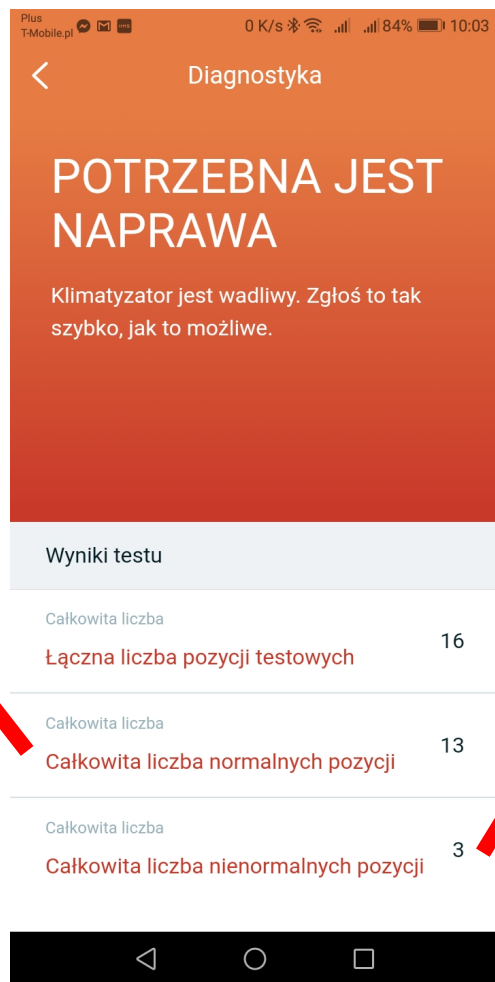 Plus
T-Mobile.pl 0 K/s 84% 10:03
Diagnostyka
POTRZEBNA JEST
NAPRAWA
Klimatyzator jest wadliwy. Zgłoś to tak
szybko, jak to możliwe.
Wyniki testu
Całkowita liczba
Łączna liczba pozycji testowych 16
Całkowita liczba
Całkowita liczba normalnych pozycji 13
Całkowita liczba
Całkowita liczba nienormalnych pozycji 3